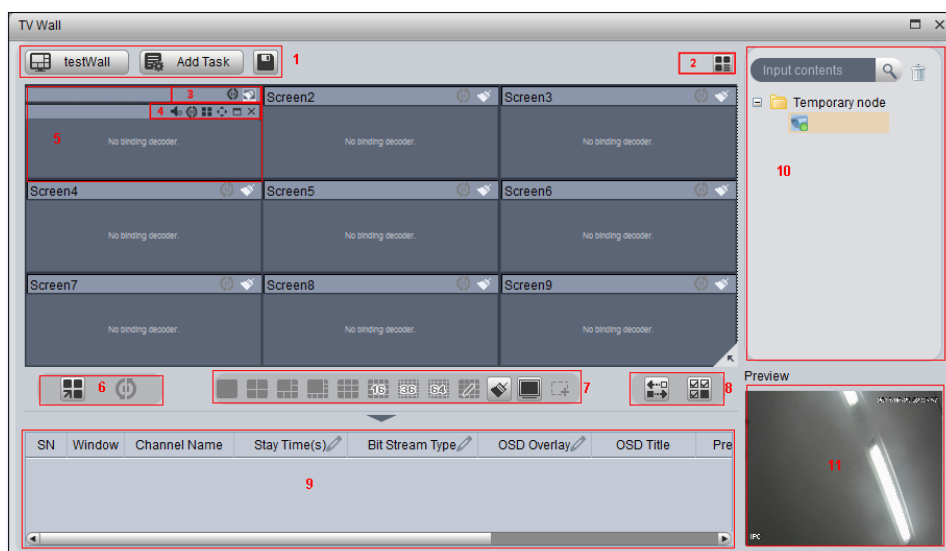 TV Wall
testWall
Add Task
1
2
Input contents
3
Screen2
Screen3
4
Temporary node
5
No binding decoder.
No binding decoder.
No binding decoder.
10
Screen4
Screen5
Screen6
No binding decoder.
No binding decoder.
No binding decoder.
Screen7
Screen8
Screen9
No binding decoder.
No binding decoder.
No binding decoder.
6
16
36
64
7
8
Preview
SN
Window
Channel Name
Stay Time(s)
Bit Stream Type
OSD Overlay
OSD Title
Pre
9
11
IPC